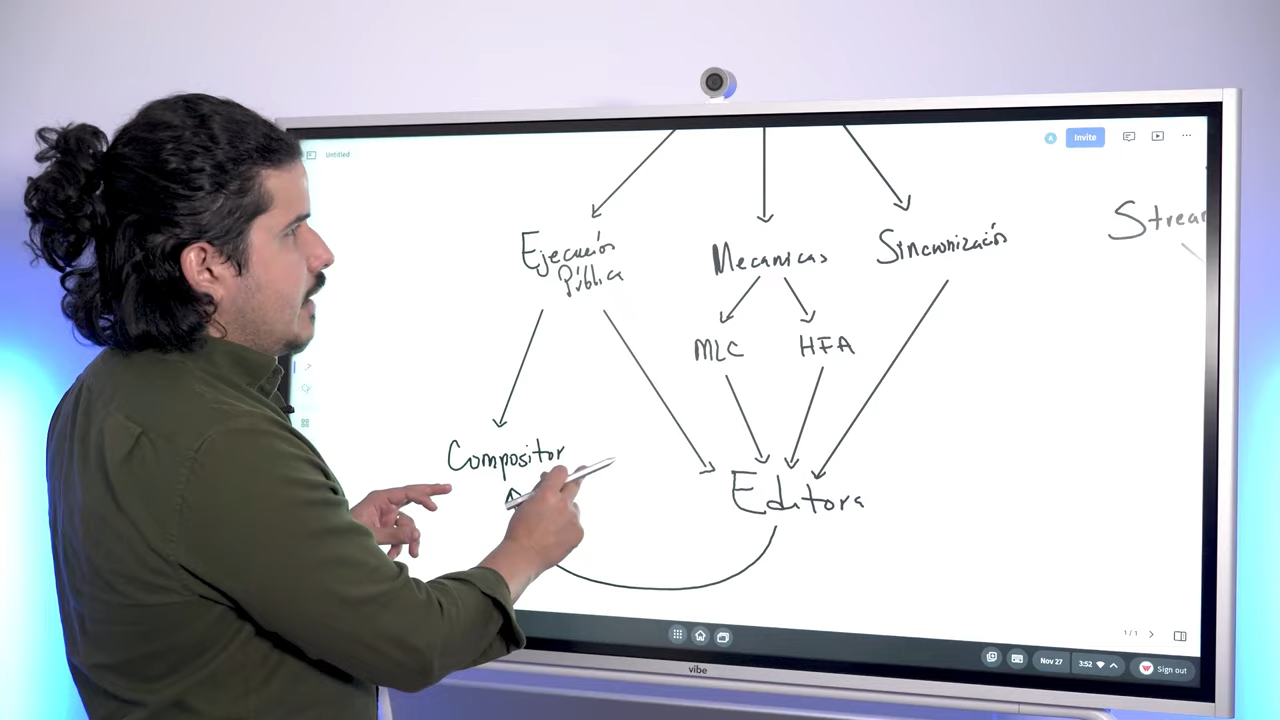 Untitled
Invite
Strea
Ejecución
Pública
Mecanicas
Sincronización
MLC
HFA
Compositor
Editora
1/1
Nov 27
3:52
Sign out
vibe